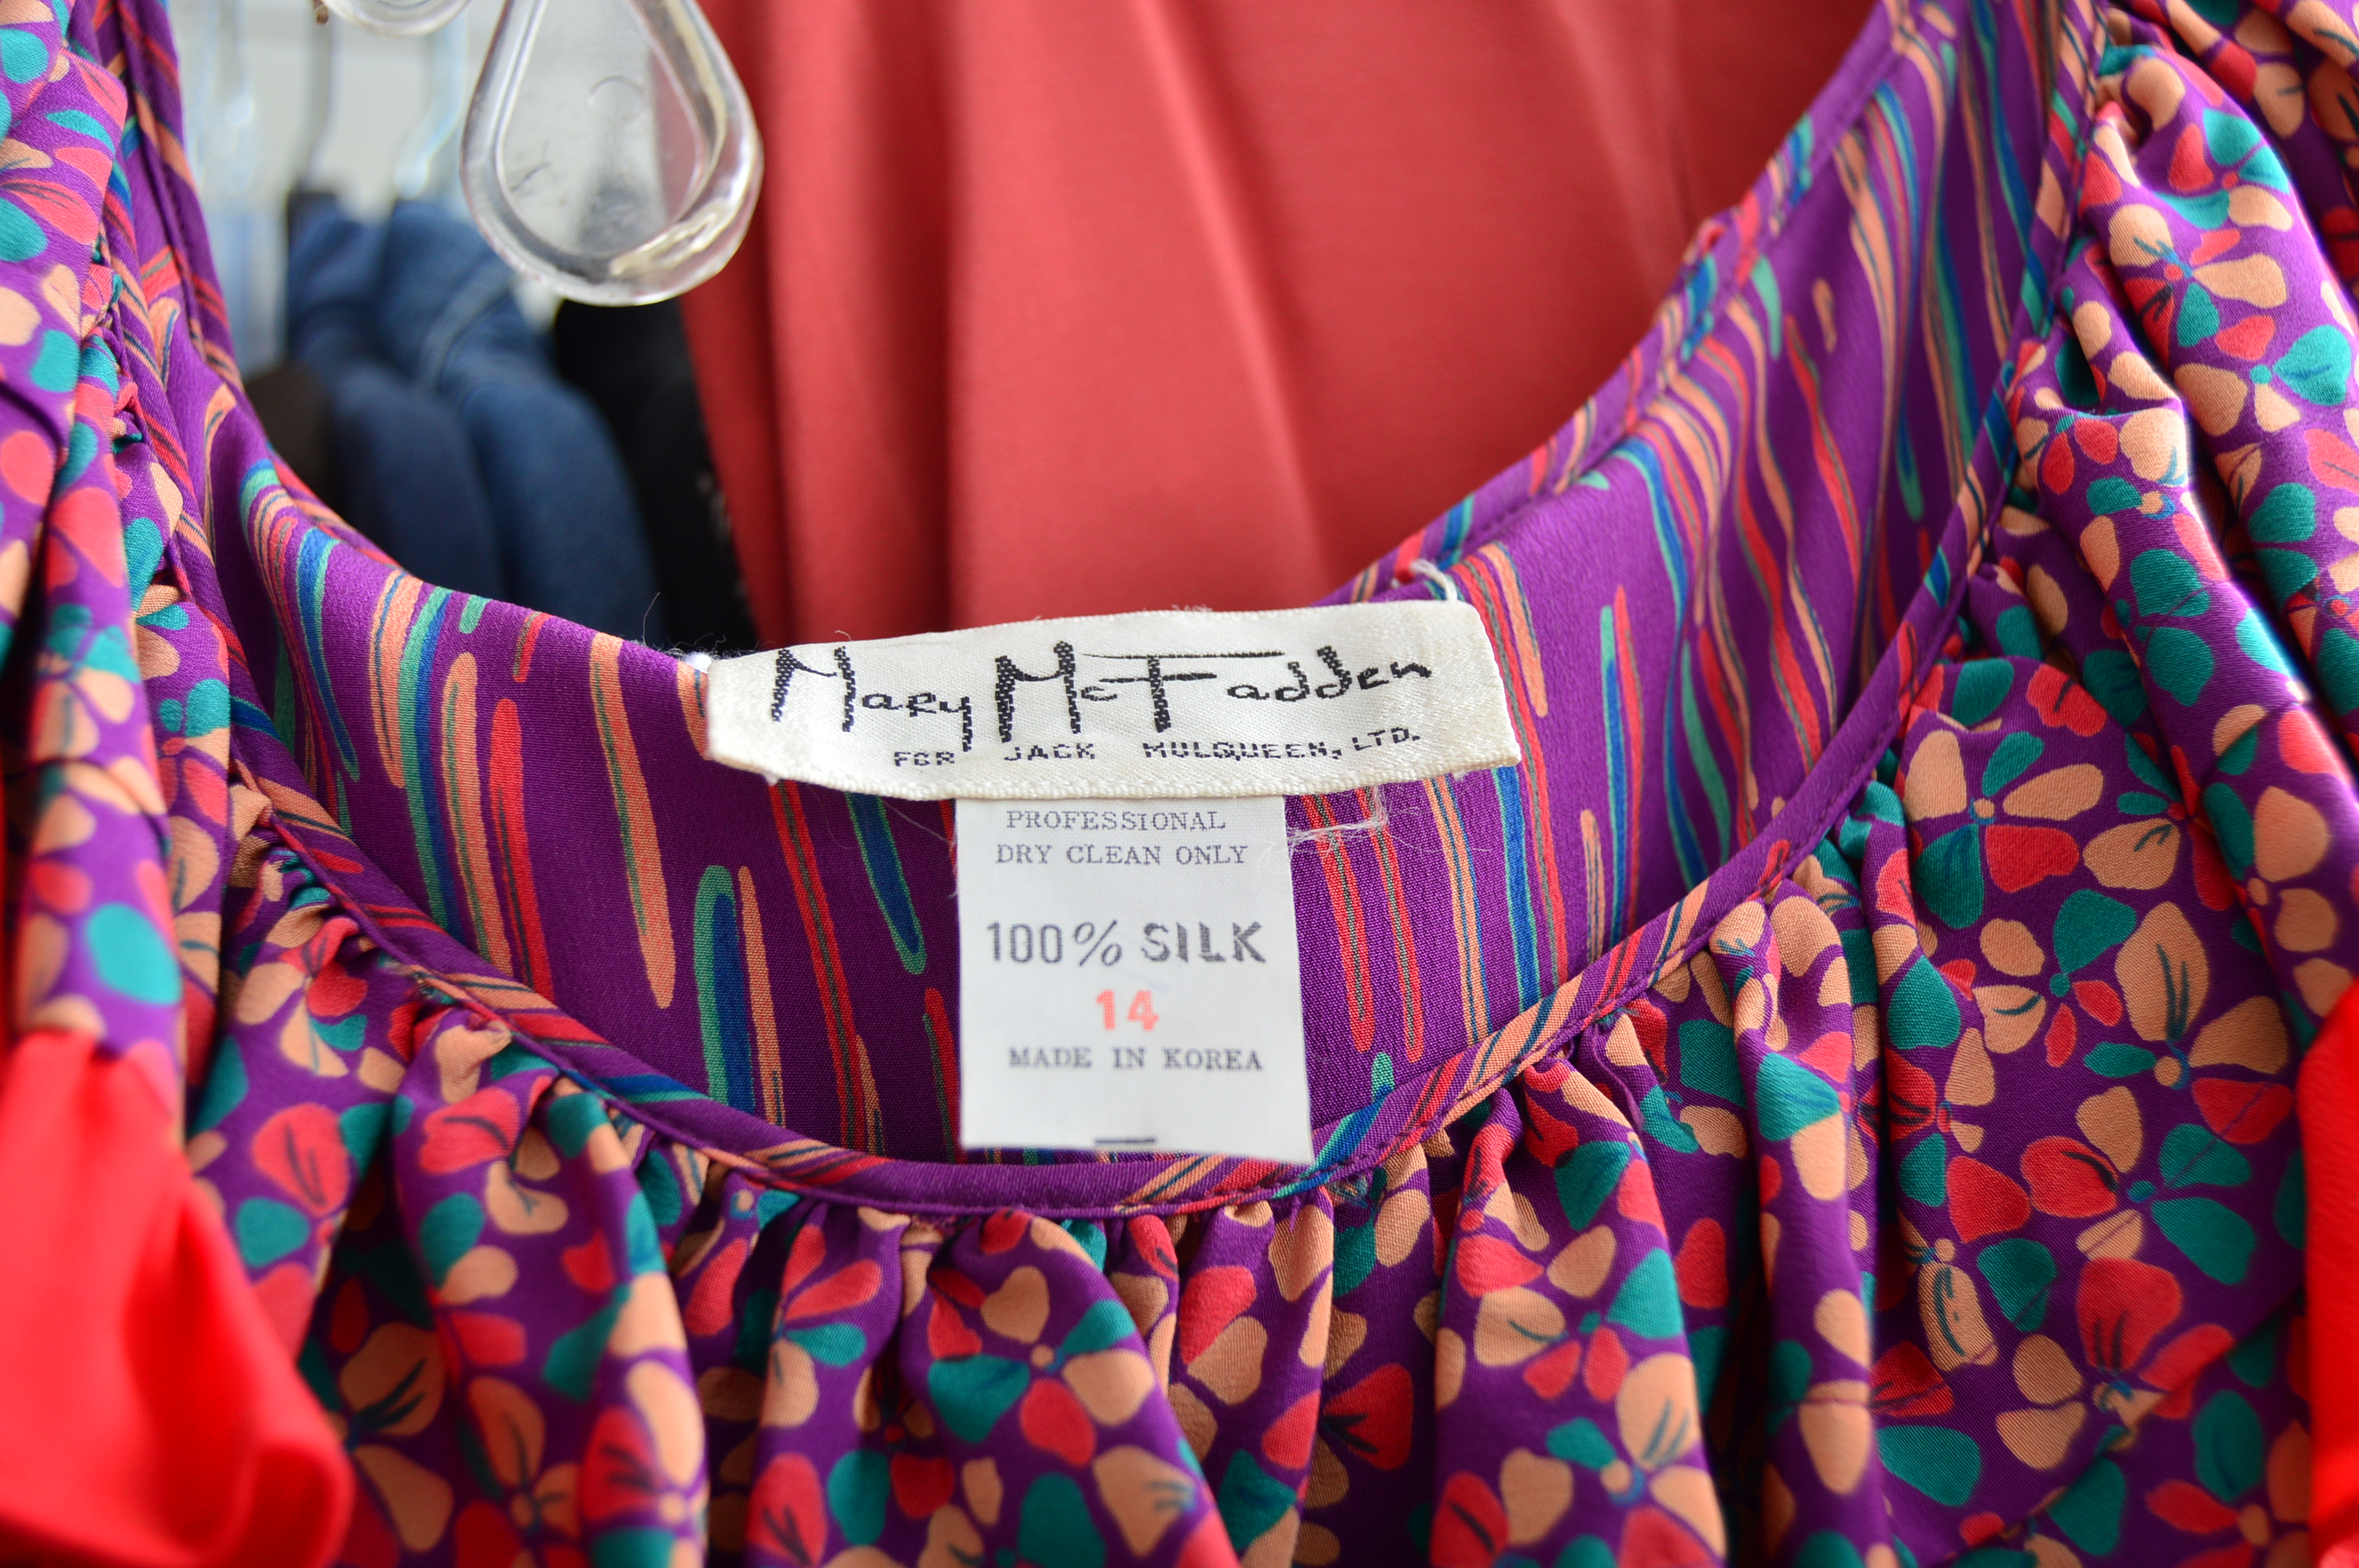 Mary McFadden
FOR JACK MULQUEEN, LTD.
PROFESSIONAL
DRY CLEAN ONLY
100% SILK
14
MADE IN KOREA